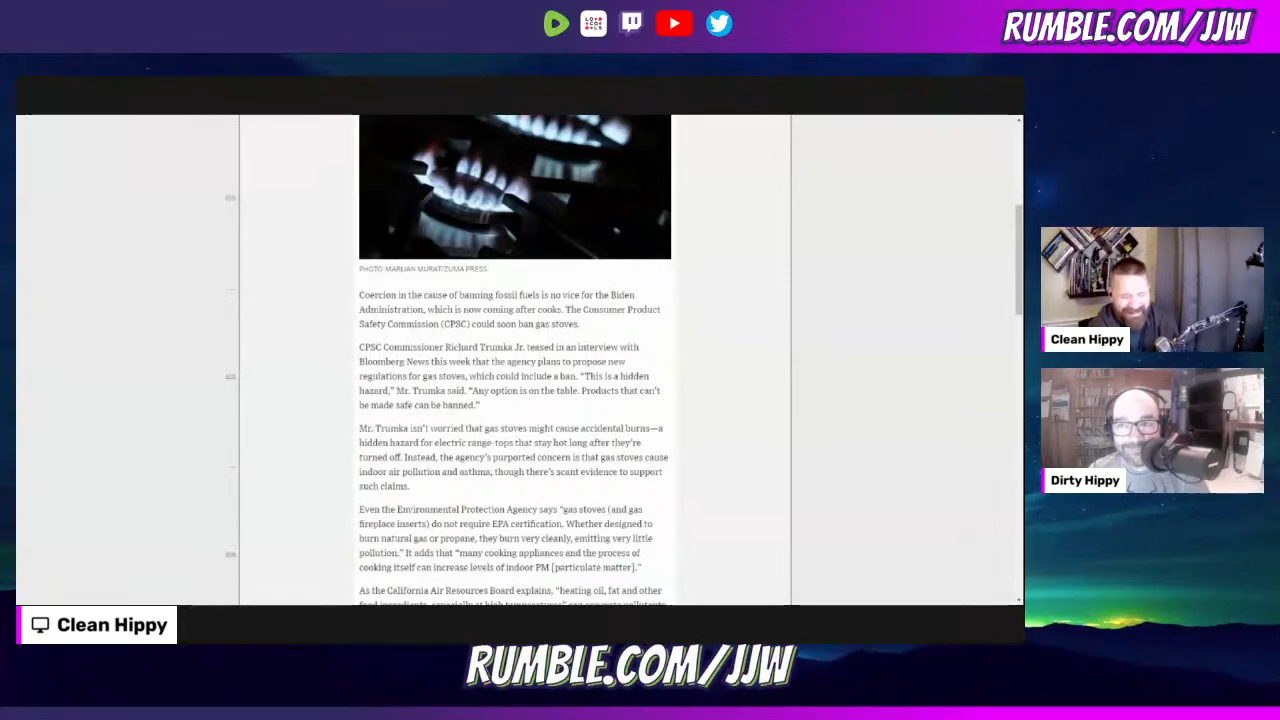 RUMBLE.COM/JJW
PHOTO: MARIJAN MURAT/ZUMA PRESS
Coercion in the cause of banning fossil fuels is no vice for the Biden
Administration, which is now coming after cooks. The Consumer Product
Safety Commission (CPSC) could soon ban gas stoves.
CPSC Commissioner Richard Trumka Jr. teased in an interview with
Bloomberg News this week that the agency plans to propose new
regulations for gas stoves, which could include a ban. “This is a hidden
hazard,” Mr. Trumka said. “Any option is on the table. Products that can’t
be made safe can be banned.”
Mr. Trumka isn’t worried that gas stoves might cause accidental burns—a
hidden hazard for electric range-tops that stay hot long after they’re
turned off. Instead, the agency’s purported concern is that gas stoves cause
indoor air pollution and asthma, though there’s scant evidence to support
such claims.
Even the Environmental Protection Agency says “gas stoves (and gas
fireplace inserts) do not require EPA certification. Whether designed to
burn natural gas or propane, they burn very cleanly, emitting very little
pollution.” It adds that “many cooking appliances and the process of
cooking itself can increase levels of indoor PM [particulate matter].”
As the California Air Resources Board explains, “heating oil, fat and other
Clean Hippy
Dirty Hippy
Clean Hippy
RUMBLE.COM/JJW